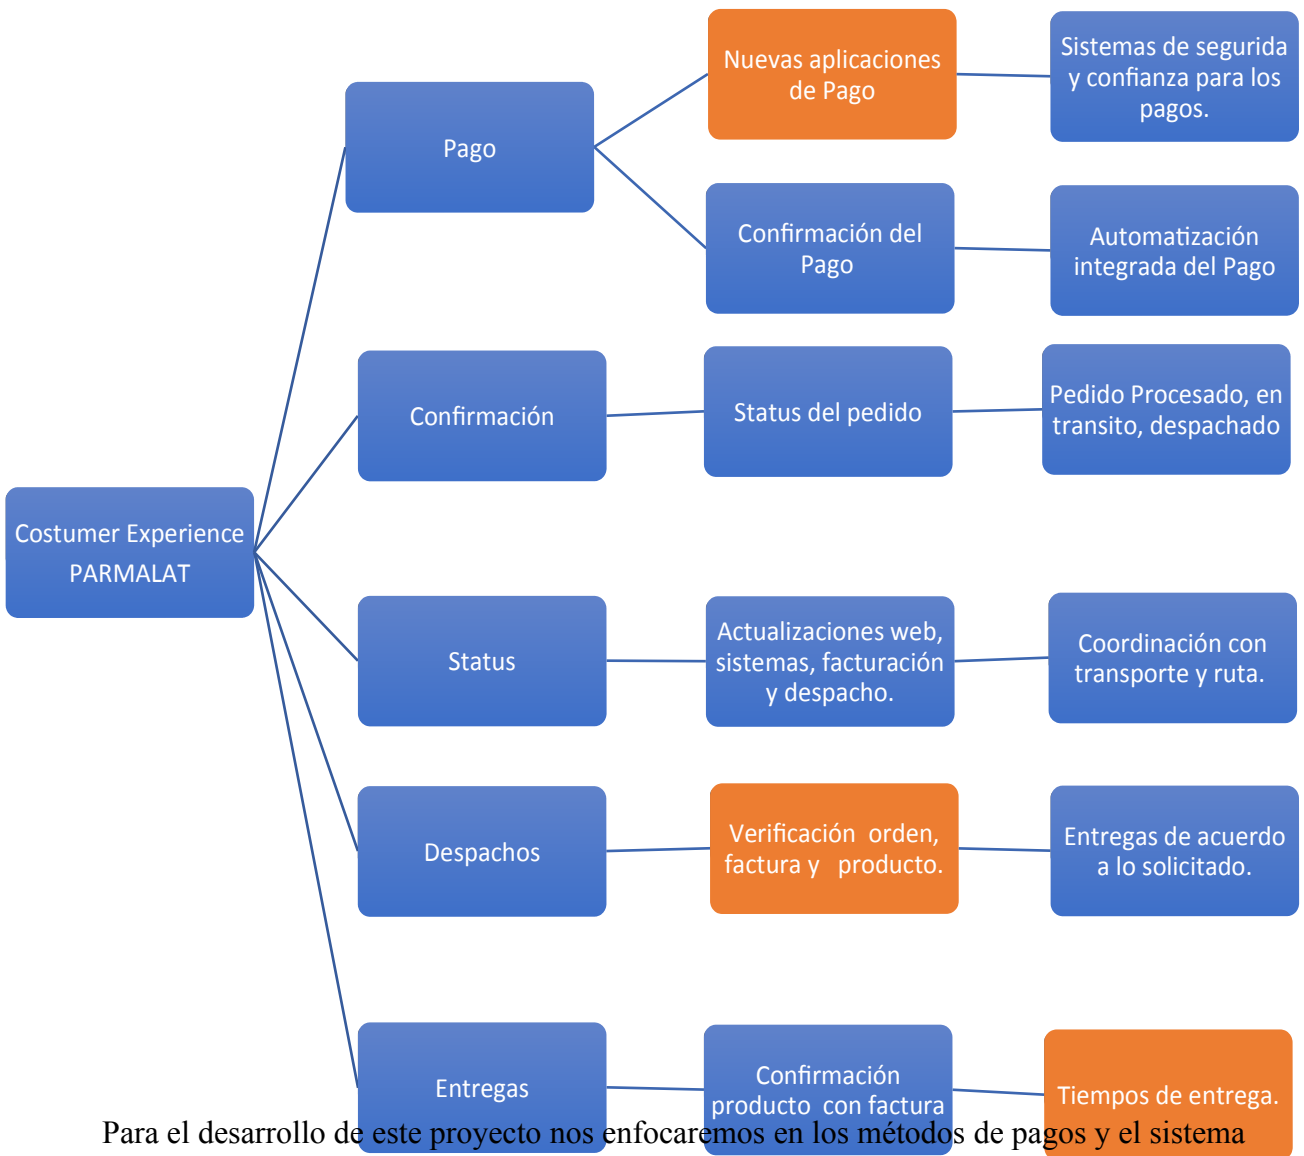 Nuevas aplicaciones
de Pago
Sistemas de segurida
y confianza para los
pagos.
Pago
Confirmación del
Pago
Automatización
integrada del Pago
Confirmación
Status del pedido
Pedido Procesado, en
transito, despachado
Costumer Experience
PARMALAT
Status
Actualizaciones web,
sistemas, facturación
y despacho.
Coordinación con
transporte y ruta.
Despachos
Verificación orden,
factura y producto.
Entregas de acuerdo
a lo solicitado.
Entregas
Confirmación
producto con factura
Tiempos de entrega.
Para el desarrollo de este proyecto nos enfocaremos en los métodos de pagos y el sistema